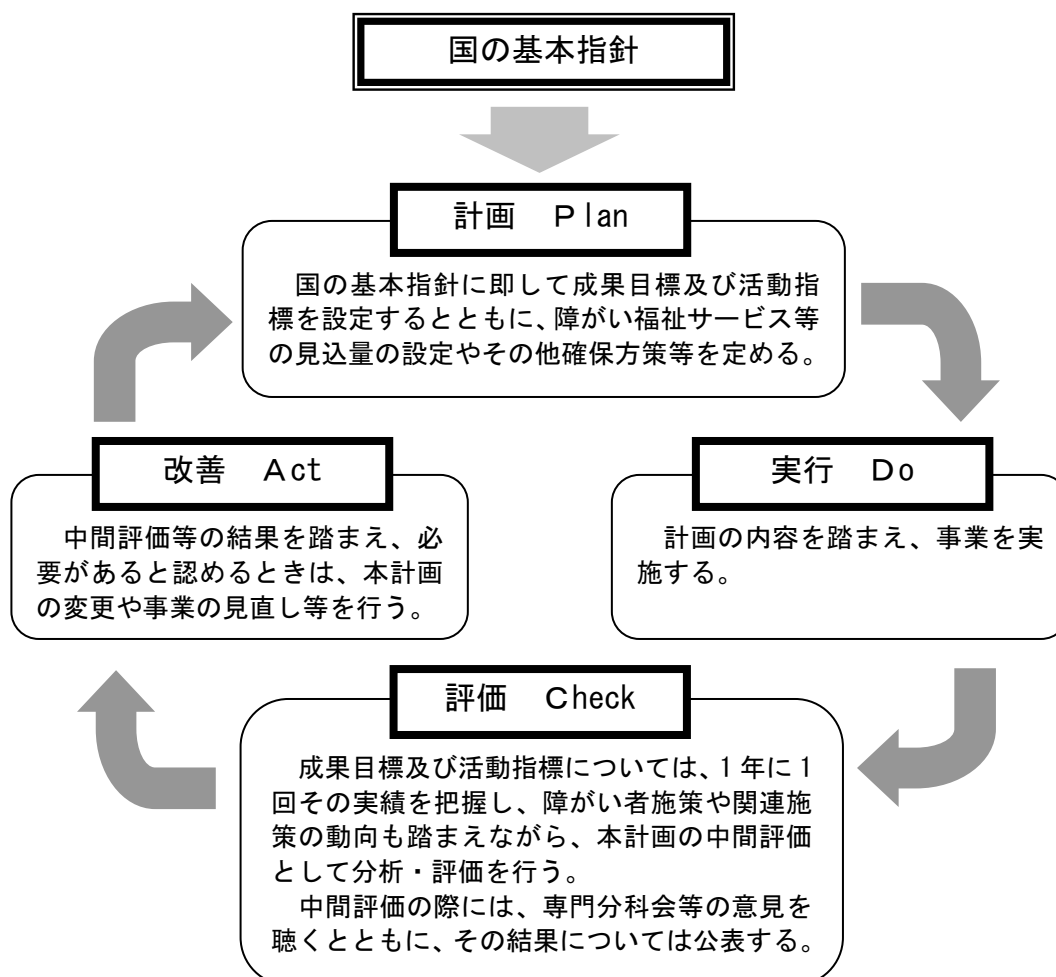 国の基本指針
計画　Ｐlan
　国の基本指針に即して成果目標及び活動指
標を設定するとともに、障がい福祉サービス等
の見込量の設定やその他確保方策等を定める。
改善　Ａct
　中間評価等の結果を踏まえ、必
要があると認めるときは、本計画
の変更や事業の見直し等を行う。
実行　Ｄo
　計画の内容を踏まえ、事業を実
施する。
評価　Ｃheck
　成果目標及び活動指標については、1年に1
回その実績を把握し、障がい者施策や関連施
策の動向も踏まえながら、本計画の中間評価
として分析・評価を行う。
　中間評価の際には、専門分科会等の意見を
聴くとともに、その結果については公表する。